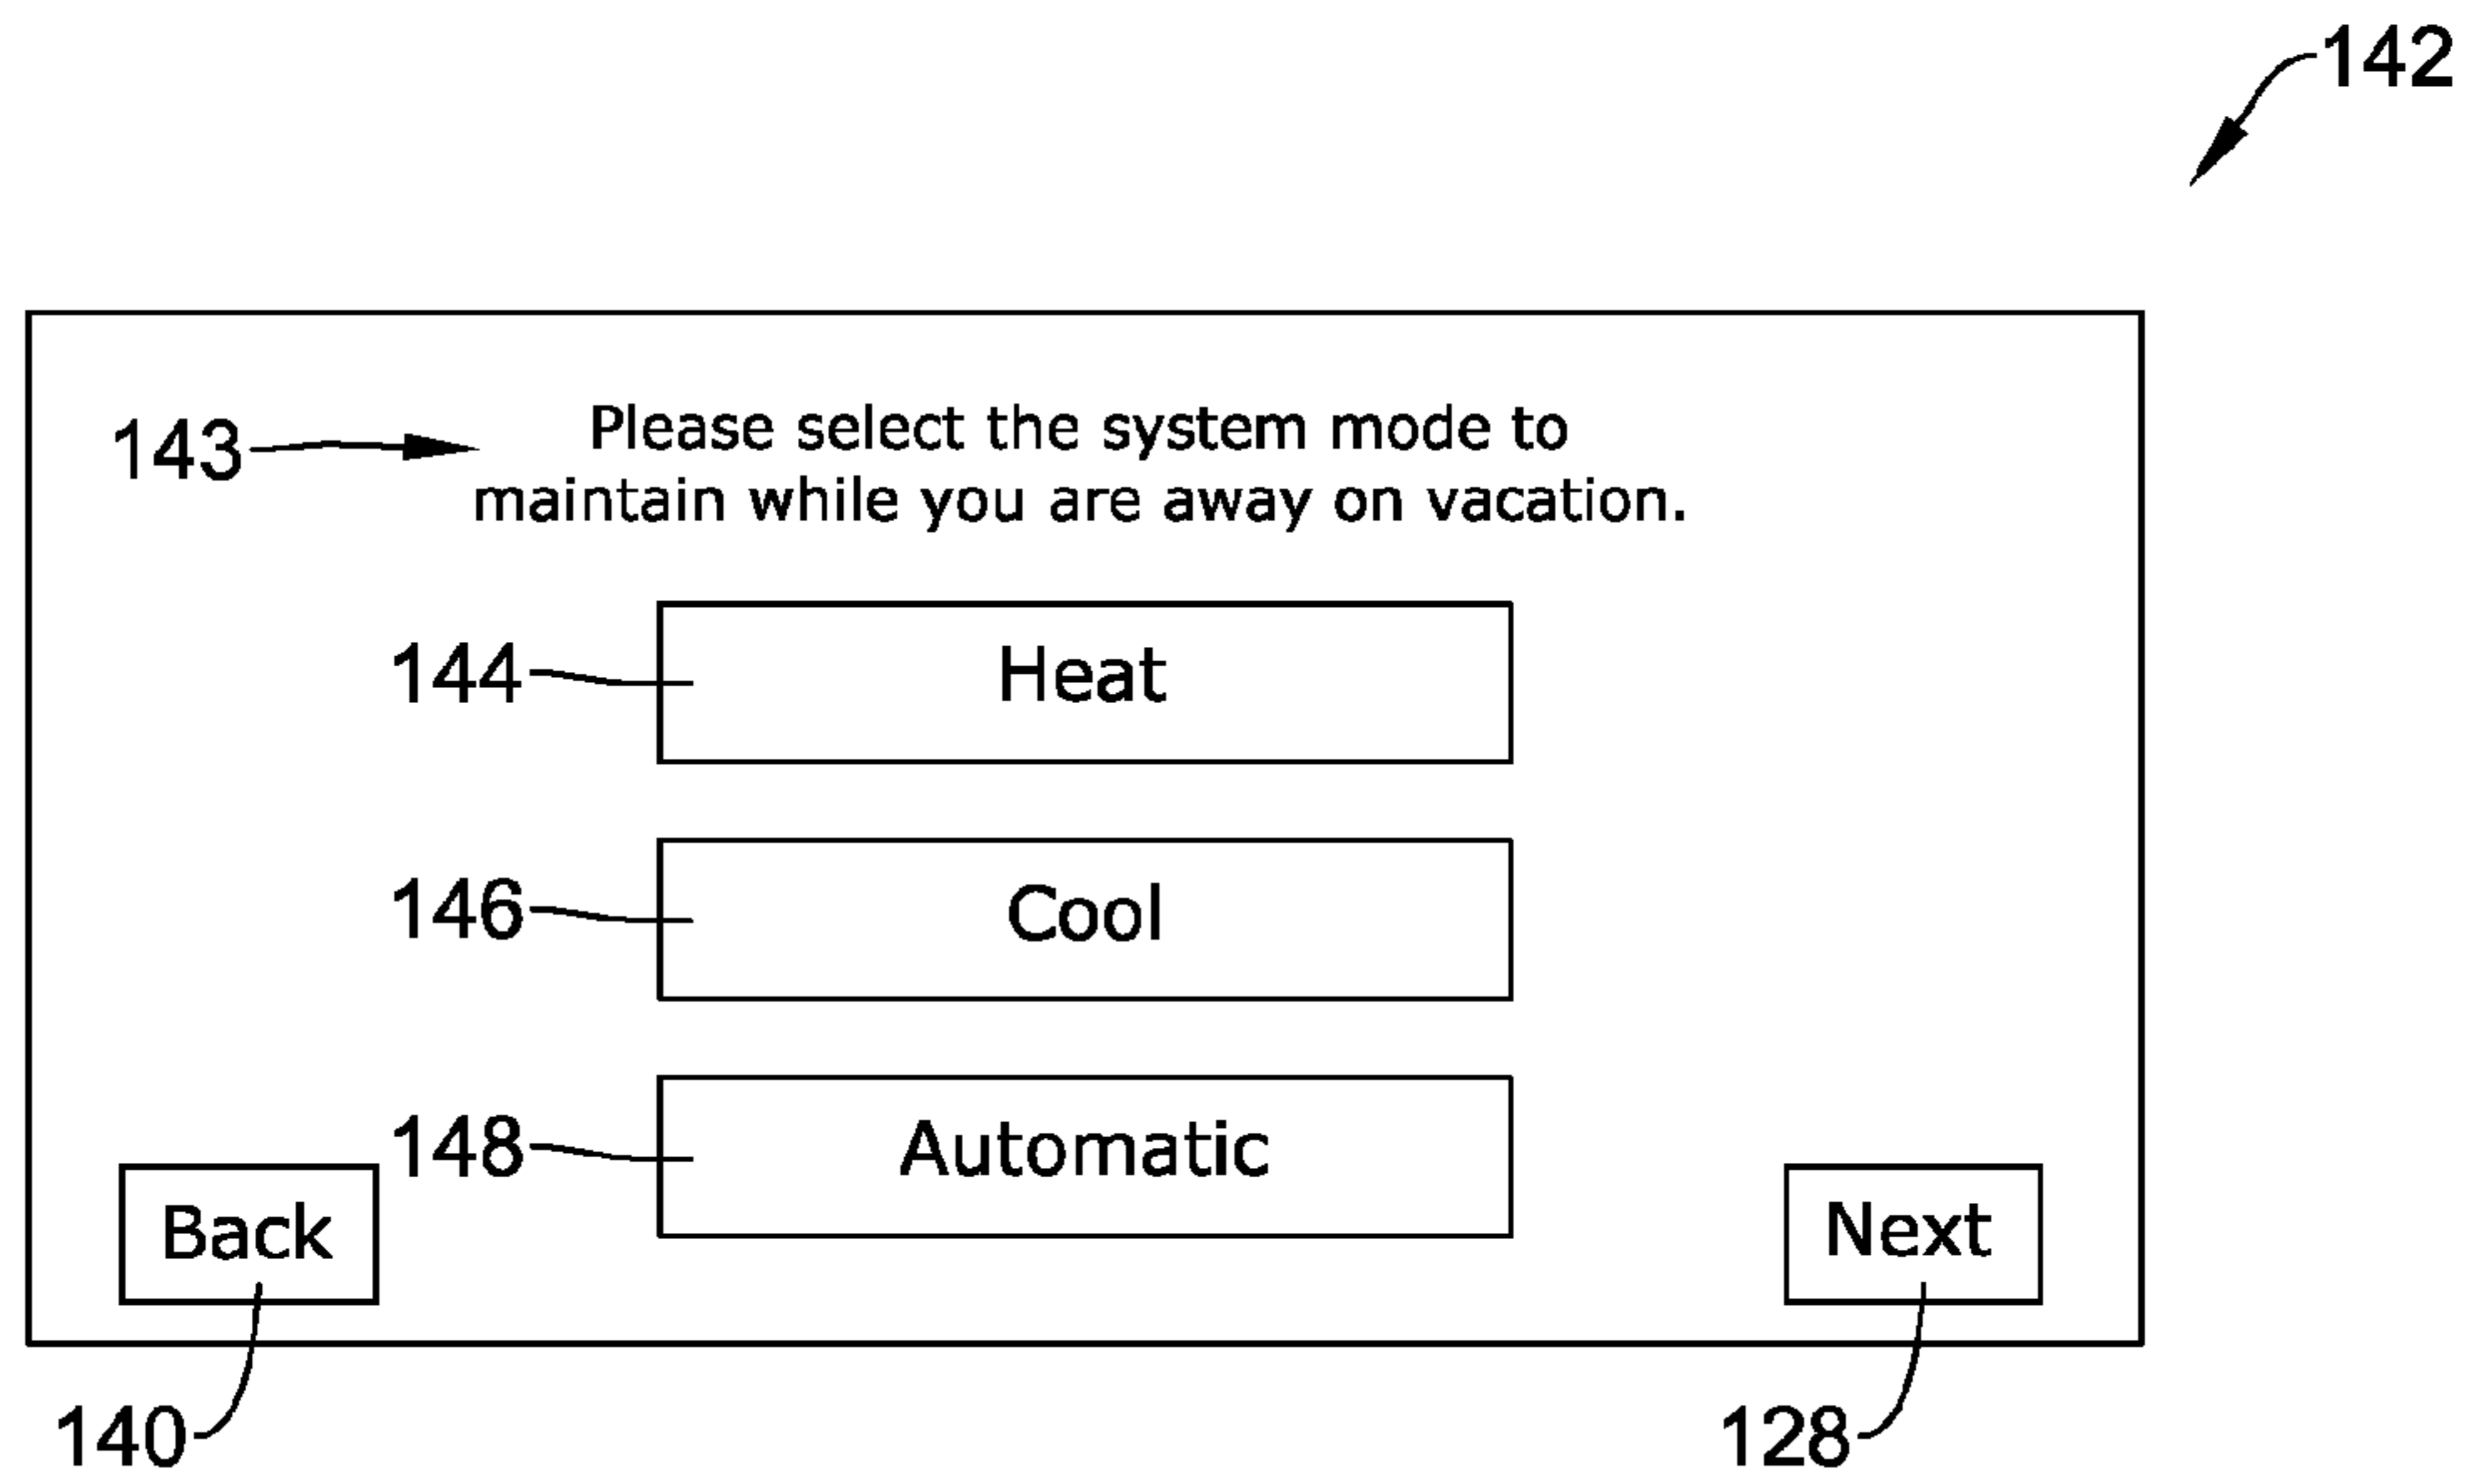 142
143
Please select the system mode to
maintain while you are away on vacation.
144
Heat
146
Cool
148
Automatic
Back
Next
140
128